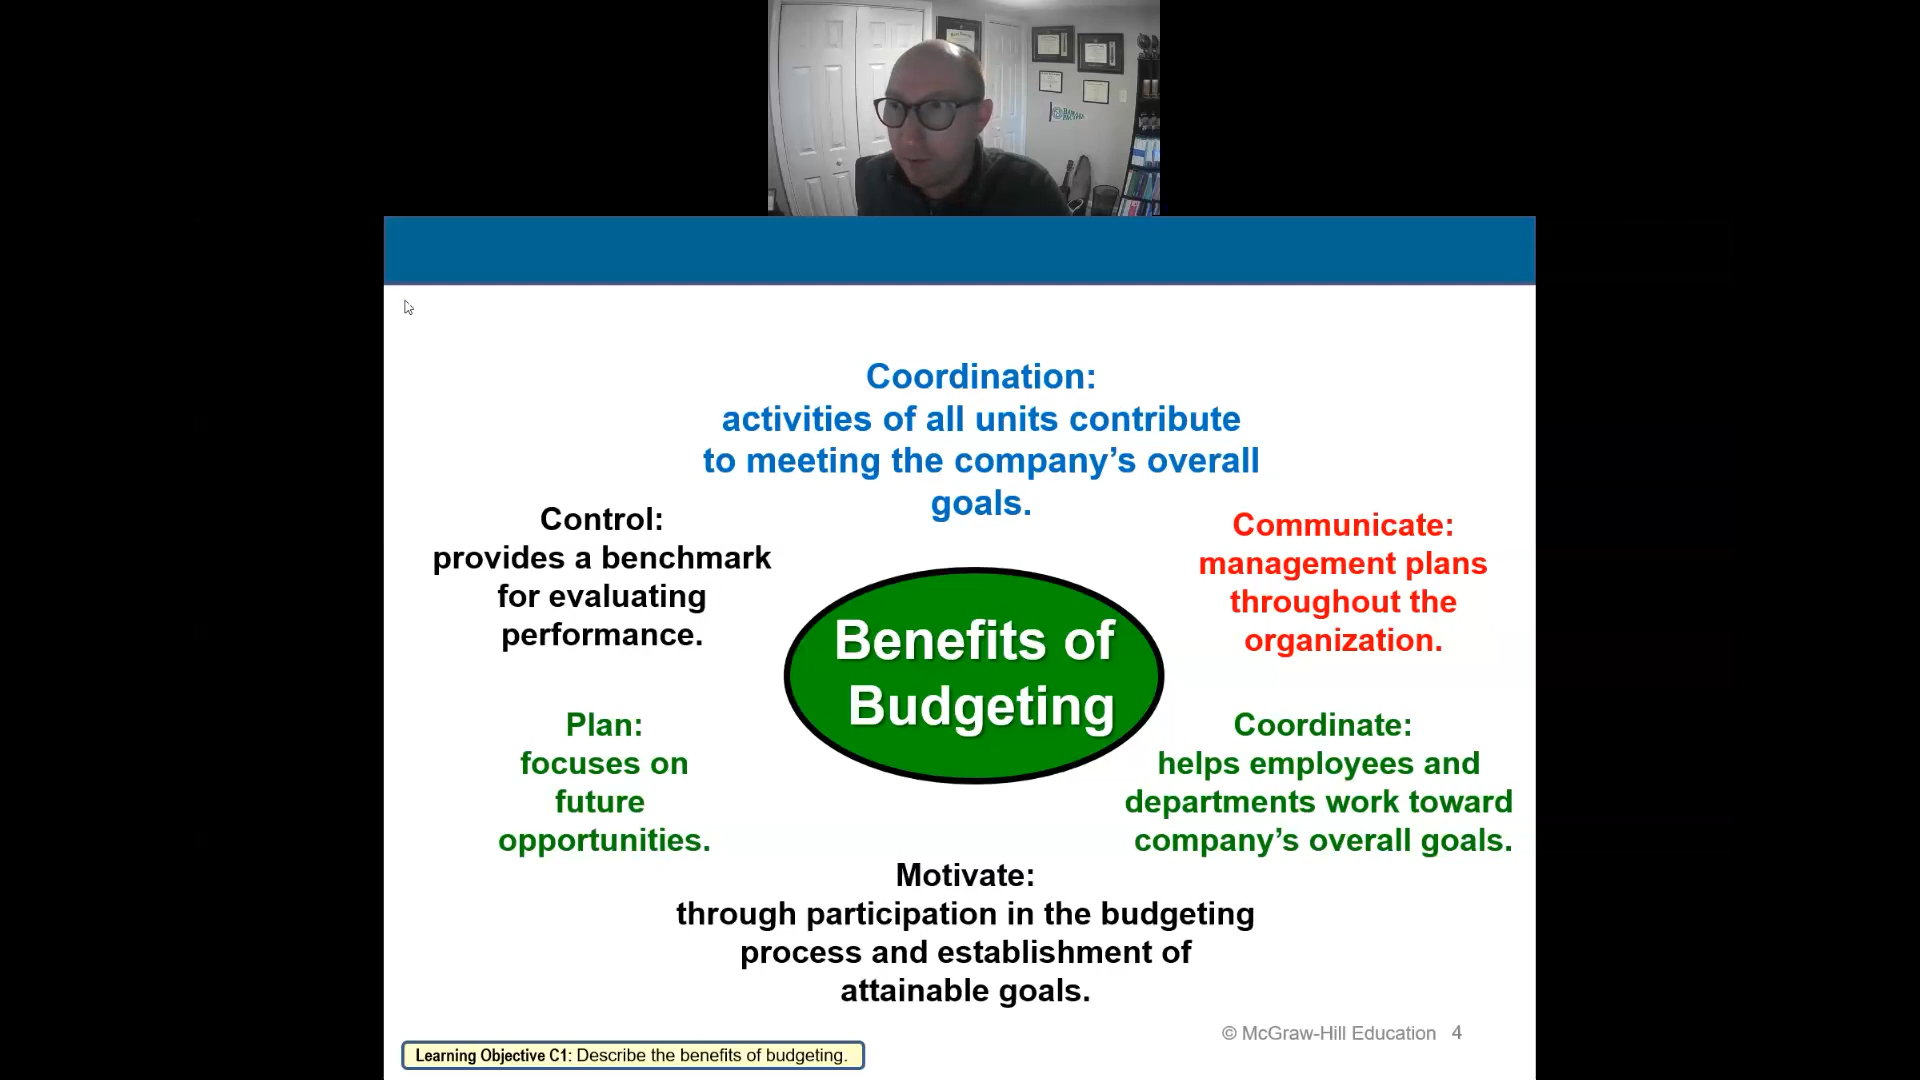 Coordination:
activities of all units contribute
to meeting the company’s overall
goals.
Control:
provides a benchmark
for evaluating
performance.
Communicate:
management plans
throughout the
organization.
Benefits of
Budgeting
Plan:
focuses on
future
opportunities.
Coordinate:
helps employees and
departments work toward
company’s overall goals.
Motivate:
through participation in the budgeting
process and establishment of
attainable goals.
© McGraw-Hill Education 4
Learning Objective C1: Describe the benefits of budgeting.